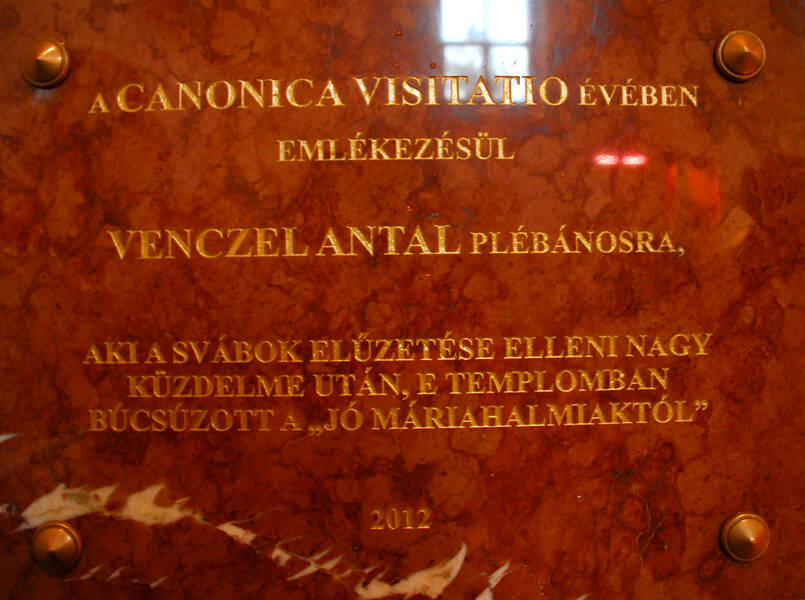 A CANONICA VISITATIO ÉVÉBEN
EMLÉKEZÉSÜL
VENCZEL ANTAL PLÉBÁNOSRA,
AKI A SVÁBOK ELŰZETÉSE ELLENI NAGY
KÜZDELME UTÁN, E TEMPLOMBAN
BÚCSÚZOTT A „JÓ MÁRIAHALMIAKTÓL”
2012